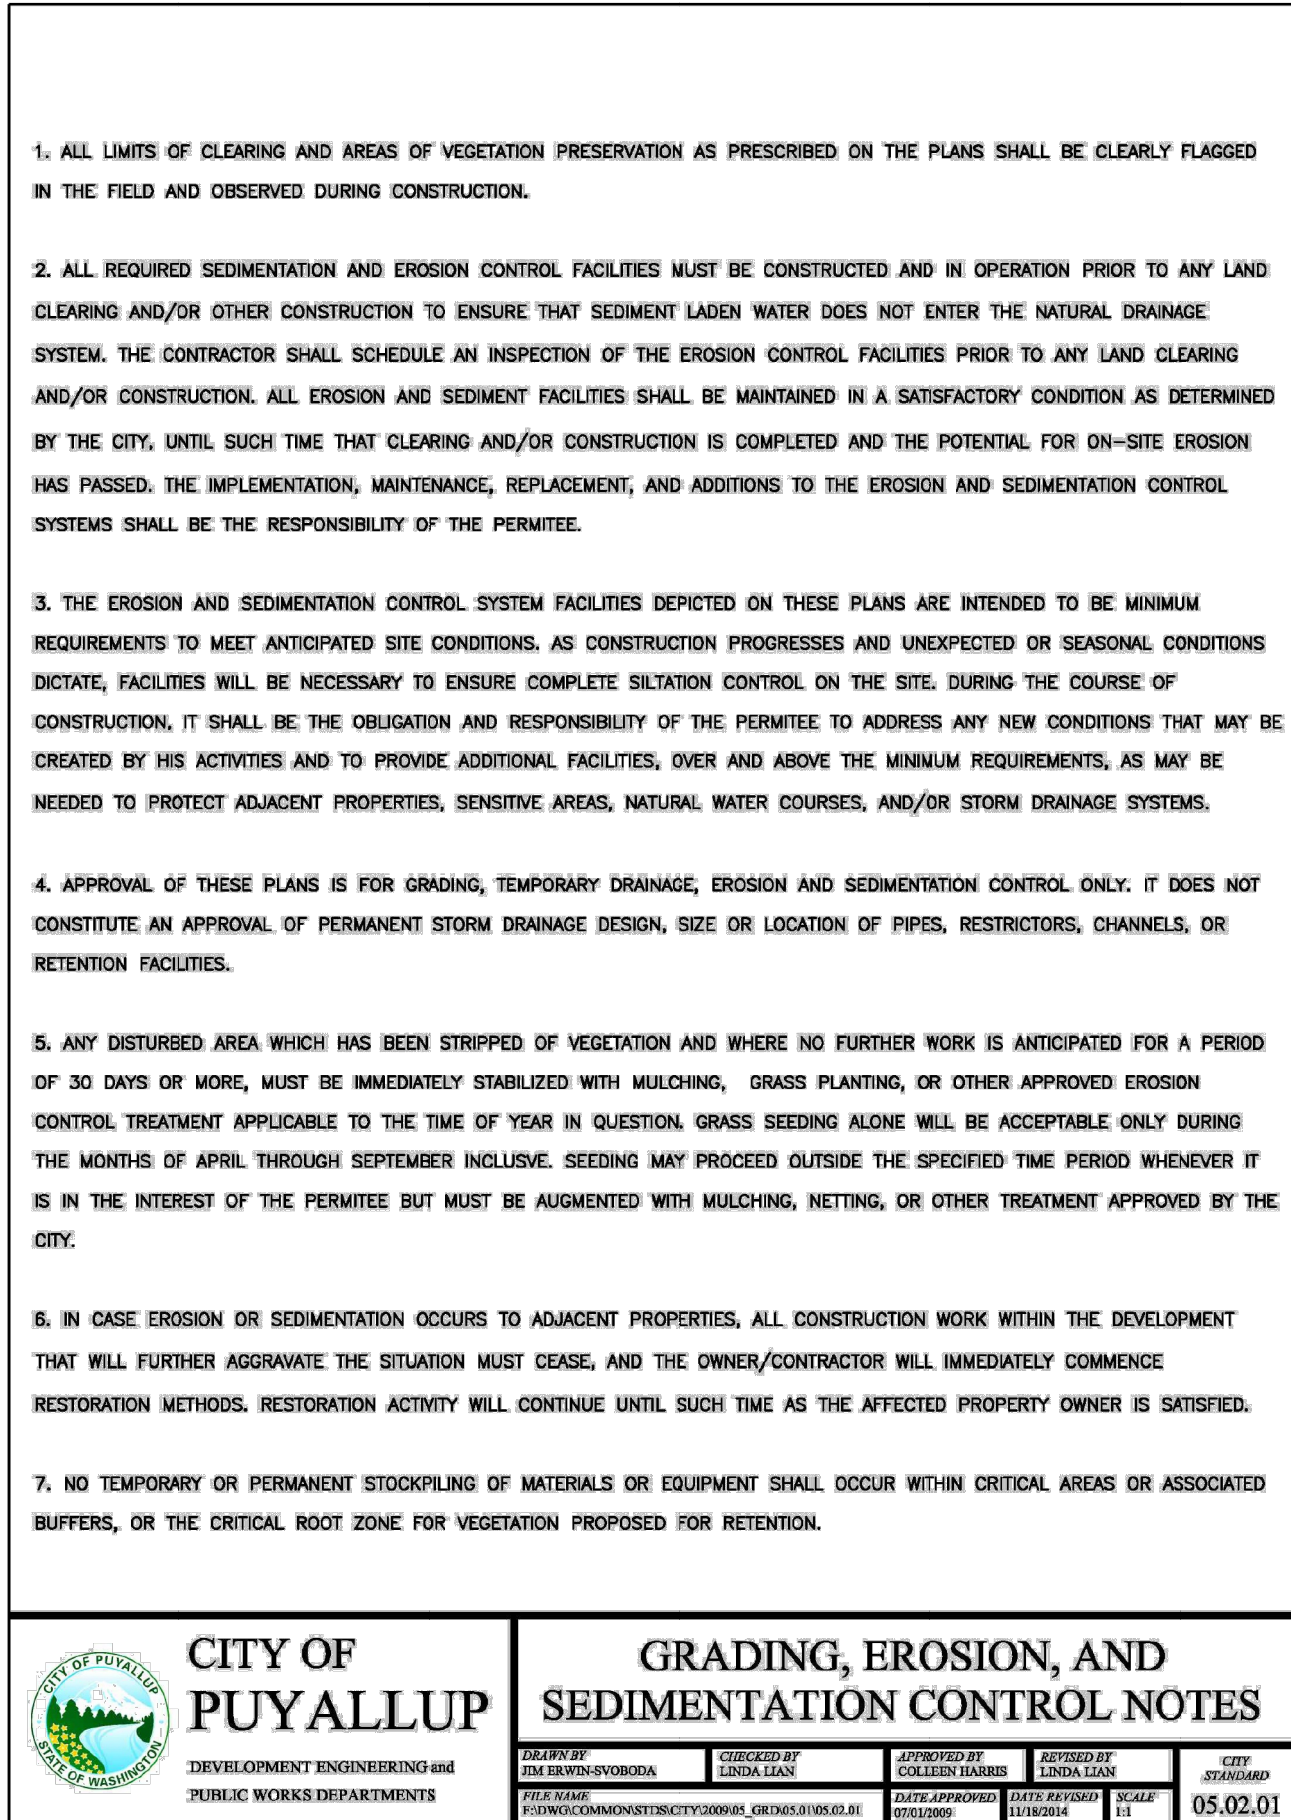 1. ALL LIMITS OF CLEARING AND AREAS OF VEGETATION PRESERVATION AS PRESCRIBED ON THE PLANS SHALL BE CLEARLY FLAGGED
IN THE FIELD AND OBSERVED DURING CONSTRUCTION.
2. ALL REQUIRED SEDIMENTATION AND EROSION CONTROL FACILITIES MUST BE CONSTRUCTED AND IN OPERATION PRIOR TO ANY LAND
CLEARING AND/OR OTHER CONSTRUCTION TO ENSURE THAT SEDIMENT LADEN WATER DOES NOT ENTER THE NATURAL DRAINAGE
SYSTEM. THE CONTRACTOR SHALL SCHEDULE AN INSPECTION OF THE EROSION CONTROL FACILITIES PRIOR TO ANY LAND CLEARING
AND/OR CONSTRUCTION. ALL EROSION AND SEDIMENT FACILITIES SHALL BE MAINTAINED IN A SATISFACTORY CONDITION AS DETERMINED
BY THE CITY, UNTIL SUCH TIME THAT CLEARING AND/OR CONSTRUCTION IS COMPLETED AND THE POTENTIAL FOR ON-SITE EROSION
HAS PASSED. THE IMPLEMENTATION, MAINTENANCE, REPLACEMENT, AND ADDITIONS TO THE EROSION AND SEDIMENTATION CONTROL
SYSTEMS SHALL BE THE RESPONSIBILITY OF THE PERMITEE.
3. THE EROSION AND SEDIMENTATION CONTROL SYSTEM FACILITIES DEPICTED ON THESE PLANS ARE INTENDED TO BE MINIMUM
REQUIREMENTS TO MEET ANTICIPATED SITE CONDITIONS. AS CONSTRUCTION PROGRESSES AND UNEXPECTED OR SEASONAL CONDITIONS
DICTATE, FACILITIES WILL BE NECESSARY TO ENSURE COMPLETE SILTATION CONTROL ON THE SITE. DURING THE COURSE OF
CONSTRUCTION, IT SHALL BE THE OBLIGATION AND RESPONSIBILITY OF THE PERMITEE TO ADDRESS ANY NEW CONDITIONS THAT MAY BE
CREATED BY HIS ACTIVITIES AND TO PROVIDE ADDITIONAL FACILITIES, OVER AND ABOVE THE MINIMUM REQUIREMENTS, AS MAY BE
NEEDED TO PROTECT ADJACENT PROPERTIES, SENSITIVE AREAS, NATURAL WATER COURSES, AND/OR STORM DRAINAGE SYSTEMS.
4. APPROVAL OF THESE PLANS IS FOR GRADING, TEMPORARY DRAINAGE, EROSION AND SEDIMENTATION CONTROL ONLY. IT DOES NOT
CONSTITUTE AN APPROVAL OF PERMANENT STORM DRAINAGE DESIGN, SIZE OR LOCATION OF PIPES, RESTRICTORS, CHANNELS, OR
RETENTION FACILITIES.
5. ANY DISTURBED AREA WHICH HAS BEEN STRIPPED OF VEGETATION AND WHERE NO FURTHER WORK IS ANTICIPATED FOR A PERIOD
OF 30 DAYS OR MORE, MUST BE IMMEDIATELY STABILIZED WITH MULCHING, GRASS PLANTING, OR OTHER APPROVED EROSION
CONTROL TREATMENT APPLICABLE TO THE TIME OF YEAR IN QUESTION. GRASS SEEDING ALONE WILL BE ACCEPTABLE ONLY DURING
THE MONTHS OF APRIL THROUGH SEPTEMBER INCLUSVE. SEEDING MAY PROCEED OUTSIDE THE SPECIFIED TIME PERIOD WHENEVER IT
IS IN THE INTEREST OF THE PERMITEE BUT MUST BE AUGMENTED WITH MULCHING, NETTING, OR OTHER TREATMENT APPROVED BY THE
CITY.
6. IN CASE EROSION OR SEDIMENTATION OCCURS TO ADJACENT PROPERTIES, ALL CONSTRUCTION WORK WITHIN THE DEVELOPMENT
THAT WILL FURTHER AGGRAVATE THE SITUATION MUST CEASE, AND THE OWNER/CONTRACTOR WILL IMMEDIATELY COMMENCE
RESTORATION METHODS. RESTORATION ACTIVITY WILL CONTINUE UNTIL SUCH TIME AS THE AFFECTED PROPERTY OWNER IS SATISFIED.
7. NO TEMPORARY OR PERMANENT STOCKPILING OF MATERIALS OR EQUIPMENT SHALL OCCUR WITHIN CRITICAL AREAS OR ASSOCIATED
BUFFERS, OR THE CRITICAL ROOT ZONE FOR VEGETATION PROPOSED FOR RETENTION.
CITY OF PUYALLUP
STATE OF WASHINGTON
CITY OF
PUYALLUP
DEVELOPMENT ENGINEERING and
PUBLIC WORKS DEPARTMENTS
GRADING, EROSION, AND
SEDIMENTATION CONTROL NOTES
DRAWN BY
JIM ERWIN-SVOBODA
CHECKED BY
LINDA LIAN
APPROVED BY
COLLEEN HARRIS
REVISED BY
LINDA LIAN
FILE NAME
F:\DWG\COMMON\STDS\CITY\2009\05_GRD\05.01\05.02.01
DATE APPROVED
07/01/2009
DATE REVISED
11/18/2014
SCALE
1:1
CITY
STANDARD
05.02.01